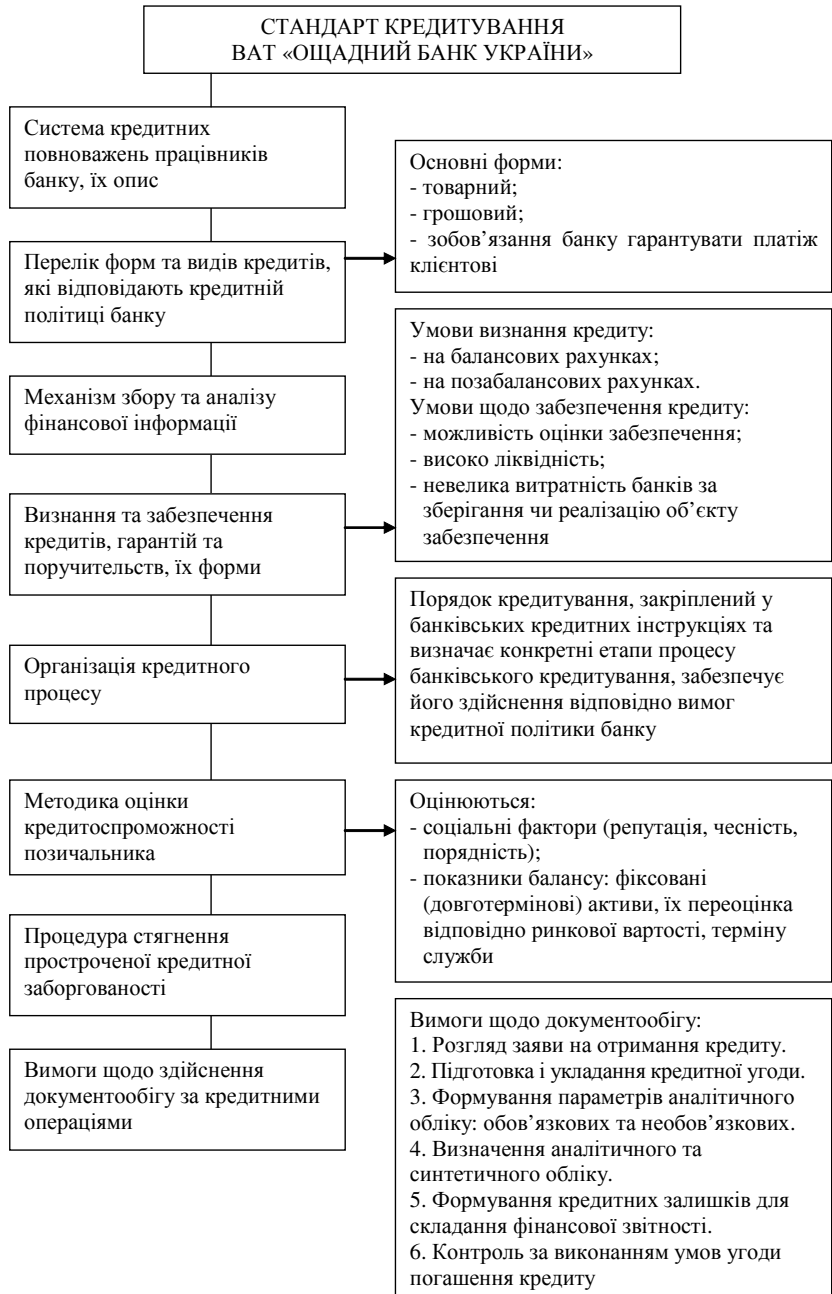 СТАНДАРТ КРЕДИТУВАННЯ
ВАТ «ОЩАДНИЙ БАНК УКРАЇНИ»
Система кредитних
повноважень працівників
банку, їх опис
Основні форми:
- товарний;
- грошовий;
- зобов’язання банку гарантувати платіж
клієнтові
Перелік форм та видів кредитів,
які відповідають кредитній
політиці банку
Умови визнання кредиту:
- на балансових рахунках;
- на позабалансових рахунках.
Умови щодо забезпечення кредиту:
- можливість оцінки забезпечення;
- високо ліквідність;
- невелика витратність банків за
зберігання чи реалізацію об’єкту
забезпечення
Механізм збору та аналізу
фінансової інформації
Визнання та забезпечення
кредитів, гарантій та
поручительств, їх форми
Порядок кредитування, закріплений у
банківських кредитних інструкціях та
визначає конкретні етапи процесу
банківського кредитування, забезпечує
його здійснення відповідно вимог
кредитної політики банку
Організація кредитного
процесу
Методика оцінки
кредитоспроможності
позичальника
Оцінюються:
- соціальні фактори (репутація, чесність,
порядність);
- показники балансу: фіксовані
(довготермінові) активи, їх переоцінка
відповідно ринкової вартості, терміну
служби
Процедура стягнення
простроченої кредитної
заборгованості
Вимоги щодо здійснення
документообігу за кредитними
операціями
Вимоги щодо документообігу:
1. Розгляд заяви на отримання кредиту.
2. Підготовка і укладання кредитної угоди.
3. Формування параметрів аналітичного
обліку: обов’язкових та необов’язкових.
4. Визначення аналітичного та
синтетичного обліку.
5. Формування кредитних залишків для
складання фінансової звітності.
6. Контроль за виконанням умов угоди
погашення кредиту